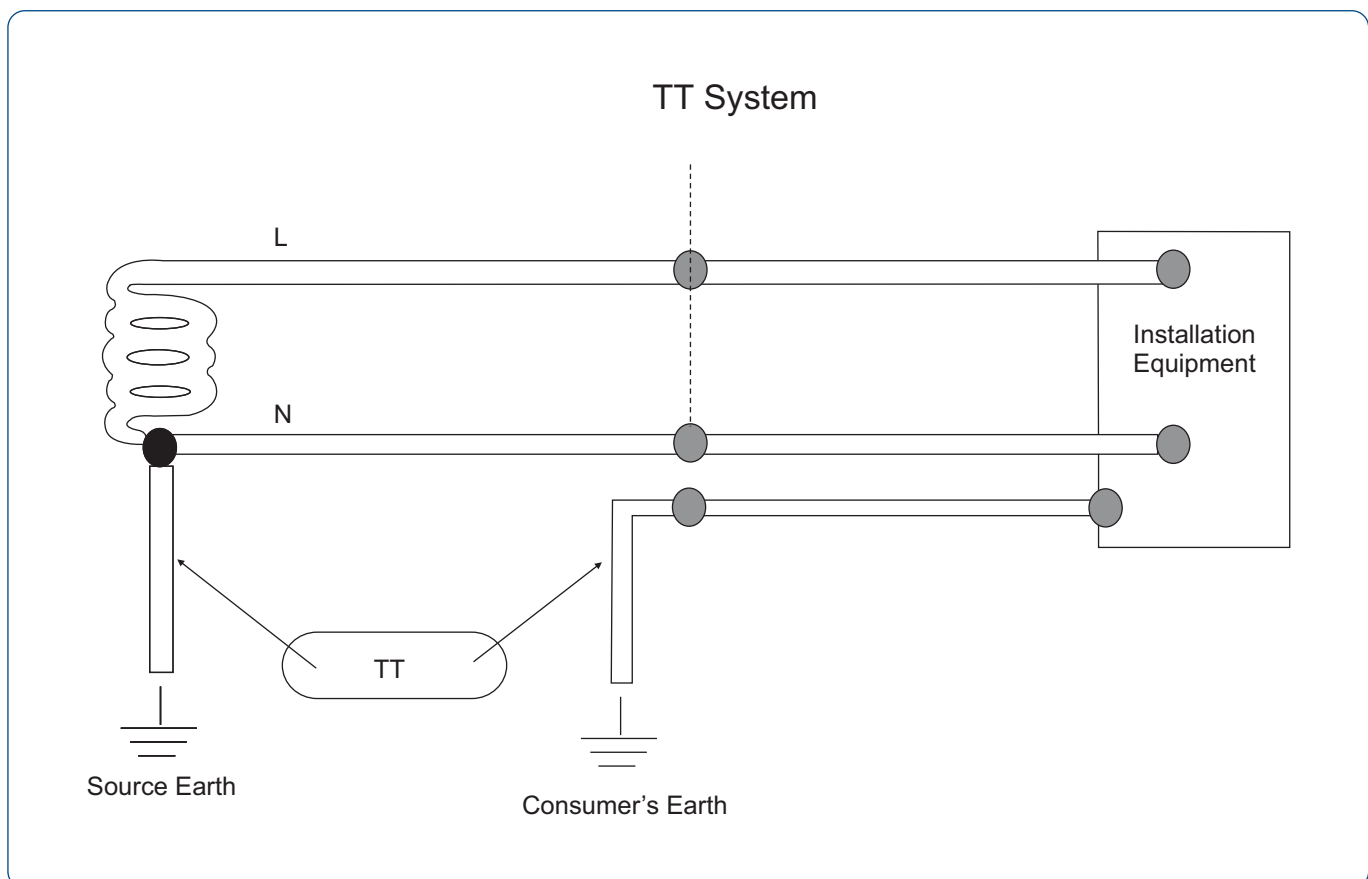 TT System
L
Installation
Equipment
N
TT
Source Earth
Consumer’s Earth